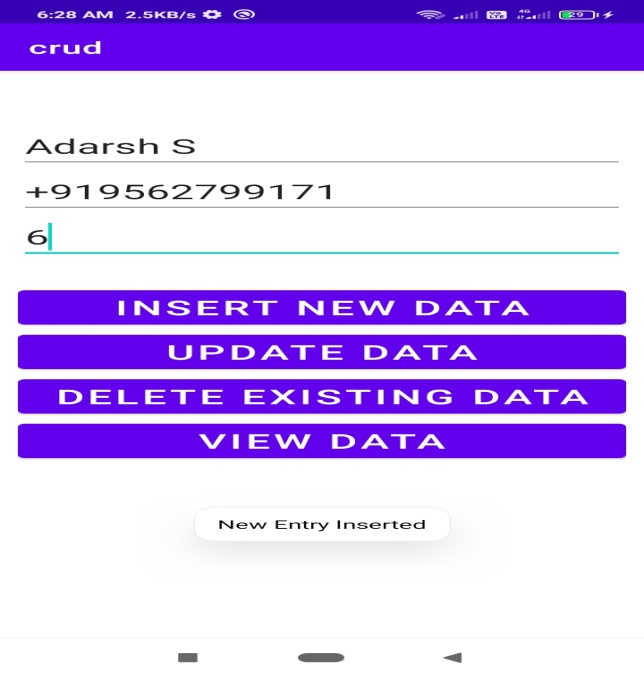 6:28 AM 2.5KB/s
4G
29
crud
Adarsh S
+919562799171
6
INSERT NEW DATA
UPDATE DATA
DELETE EXISTING DATA
VIEW DATA
New Entry Inserted